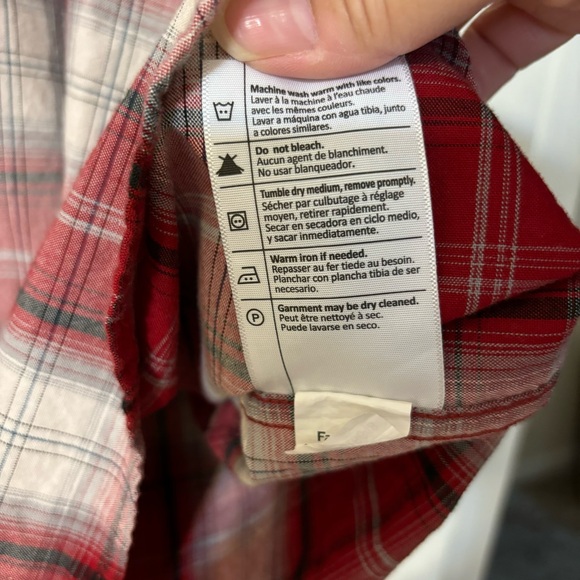 Machine wash warm with like colors.
Laver à la machine à l'eau chaude
avec les mêmes couleurs.
Lavar a máquina con agua tibia, junto
a colores similares.
Do not bleach.
Aucun agent de blanchiment.
No usar blanqueador.
Tumble dry medium, remove promptly.
Sécher par culbutage à réglage
moyen, retirer rapidement.
Secar en secadora en ciclo medio,
y sacar inmediatamente.
Warm iron if needed.
Repasser au fer tiede au besoin.
Planchar con plancha tibia de ser
necesario.
P
Garnment may be dry cleaned.
Peut être nettoyé à sec.
Puede lavarse en seco.